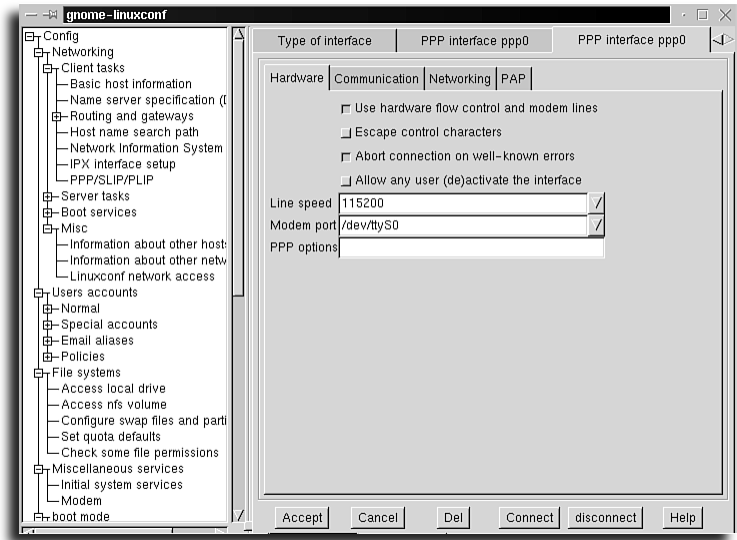 gnome-linuxconf
Config
Networking
Client tasks
Basic host information
Name server specification (
Routing and gateways
Host name search path
Network Information System
IPX interface setup
PPP/SLIP/PLIP
Server tasks
Boot services
Misc
Information about other hosts
Information about other netw
Linuxconf network access
Users accounts
Normal
Special accounts
Email aliases
Policies
File systems
Access local drive
Access nfs volume
Configure swap files and parti
Set quota defaults
Check some file permissions
Miscellaneous services
Initial system services
Modem
boot mode
Type of interface
PPP interface ppp0
PPP interface ppp0
Hardware
Communication
Networking
PAP
Use hardware flow control and modem lines
Escape control characters
Abort connection on well-known errors
Allow any user (de)activate the interface
Line speed 115200
Modem port /dev/ttyS0
PPP options
Accept
Cancel
Del
Connect
disconnect
Help